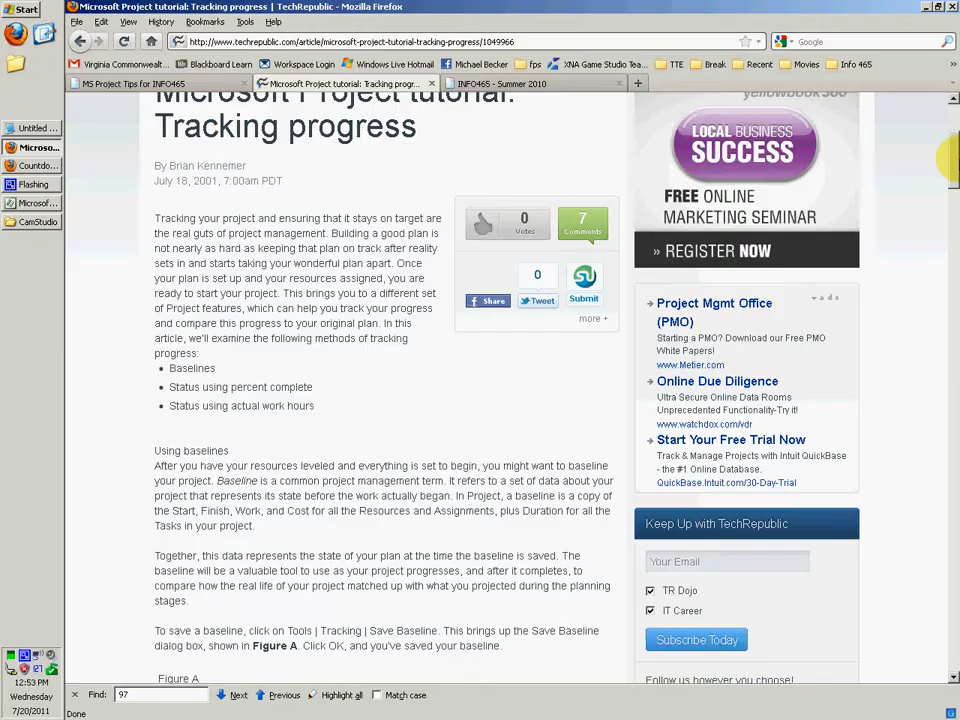 Start
Microsoft Project tutorial: Tracking progress | TechRepublic - Mozilla Firefox
File Edit View History Bookmarks Tools Help
http://www.techrepublic.com/article/microsoft-project-tutorial-tracking-progress/1049966
Google
Virginia Commonwealt... Blackboard Learn Workspace Login Windows Live Hotmail Michael Becker fps XNA Game Studio Tea... TTE Break Recent Movies Info 465
MS Project Tips for INFO465 Microsoft Project tutorial: Tracking prog... INFO465 - Summer 2010
Untitled ...
Microso...
Countdo...
Flashing
Microsof...
CamStudio
Microsoft Project tutorial:
Tracking progress
By Brian Kennemer
July 18, 2001, 7:00am PDT
Tracking your project and ensuring that it stays on target are
the real guts of project management. Building a good plan is
not nearly as hard as keeping that plan on track after reality
sets in and starts taking your wonderful plan apart. Once
your plan is set up and your resources assigned, you are
ready to start your project. This brings you to a different set
of Project features, which can help you track your progress
and compare this progress to your original plan. In this
article, we'll examine the following methods of tracking
progress:
Baselines
Status using percent complete
Status using actual work hours
0
Votes
7
Comments
0
Share
Tweet
Submit
more +
Using baselines
After you have your resources leveled and everything is set to begin, you might want to baseline
your project. Baseline is a common project management term. It refers to a set of data about your
project that represents its state before the work actually began. In Project, a baseline is a copy of
the Start, Finish, Work, and Cost for all the Resources and Assignments, plus Duration for all the
Tasks in your project.
Together, this data represents the state of your plan at the time the baseline is saved. The
baseline will be a valuable tool to use as your project progresses, and after it completes, to
compare how the real life of your project matched up with what you projected during the planning
stages.
To save a baseline, click on Tools | Tracking | Save Baseline. This brings up the Save Baseline
dialog box, shown in Figure A. Click OK, and you've saved your baseline.
Figure A
LOCAL BUSINESS
SUCCESS
FREE ONLINE
MARKETING SEMINAR
» REGISTER NOW
ads
Project Mgmt Office
(PMO)
Starting a PMO? Download our Free PMO
White Papers!
www.Metier.com
Online Due Diligence
Ultra Secure Online Data Rooms
Unprecedented Functionality-Try it!
www.watchdox.com/vdr
Start Your Free Trial Now
Track & Manage Projects with Intuit QuickBase
- the #1 Online Database.
QuickBase.Intuit.com/30-Day-Trial
Keep Up with TechRepublic
Your Email
TR Dojo
IT Career
Subscribe Today
Follow us however you choose!
Find: 97 Next Previous Highlight all Match case
Done
12:53 PM
Wednesday
7/20/2011